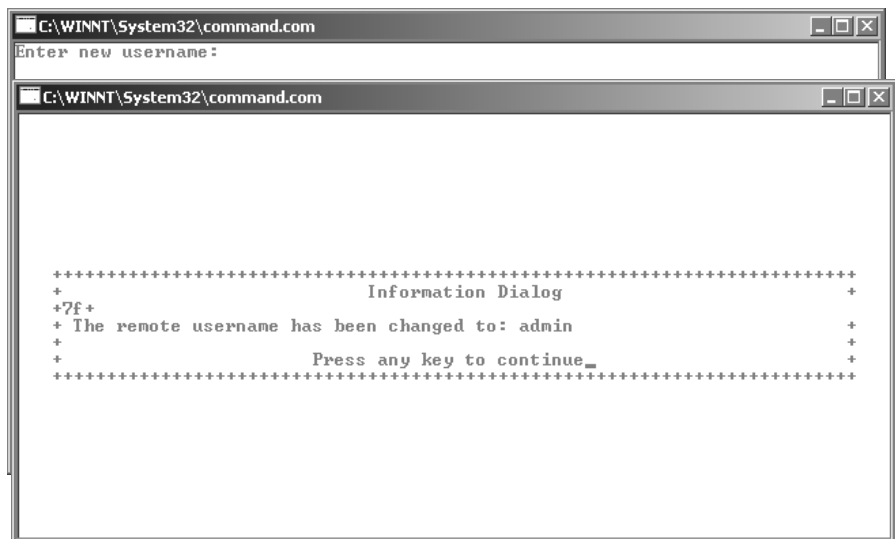 C:\WINNT\System32\command.com
Enter new username:
C:\WINNT\System32\command.com
++++++++++++++++++++++++++++++++++++++++++++++++++++++++++++++++++++++++++
+ Information Dialog +
+7f+
+ The remote username has been changed to: admin +
+ +
+ Press any key to continue_ +
++++++++++++++++++++++++++++++++++++++++++++++++++++++++++++++++++++++++++